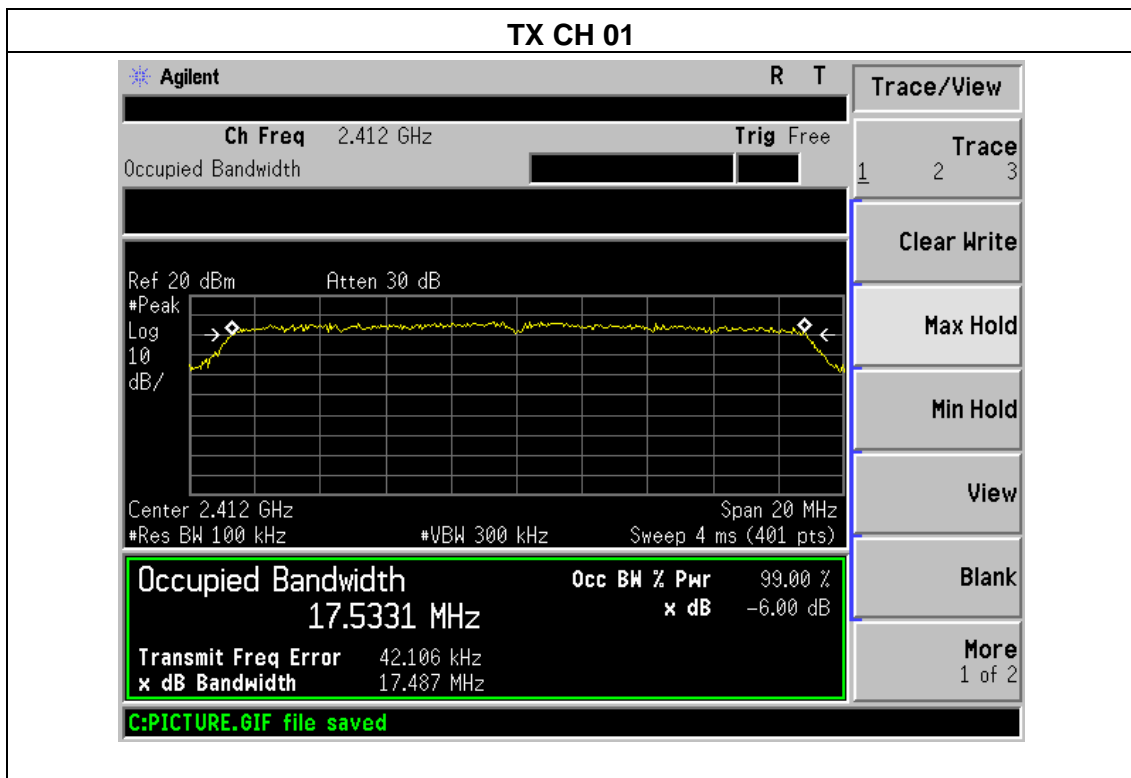 TX CH 01
Agilent R T
Ch Freq 2.412 GHz Trig Free
Occupied Bandwidth
Ref 20 dBm Atten 30 dB
#Peak
Log
10
dB/
Center 2.412 GHz Span 20 MHz
#Res BW 100 kHz #VBW 300 kHz Sweep 4 ms (401 pts)
Occupied Bandwidth
17.5331 MHz
Occ BW % Pwr 99.00 %
x dB -6.00 dB
Transmit Freq Error 42.106 kHz
x dB Bandwidth 17.487 MHz
C:PICTURE.GIF file saved
Trace/View
Trace
1 2 3
Clear Write
Max Hold
Min Hold
View
Blank
More
1 of 2